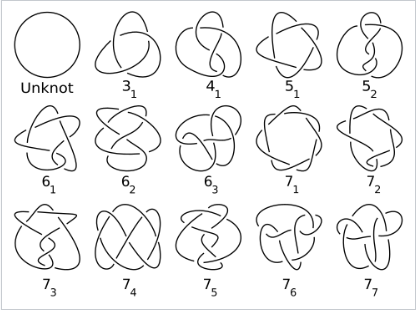 Unknot 3₁ 4₁ 5₁ 5₂
6₁ 6₂ 6₃ 7₁ 7₂
7₃ 7₄ 7₅ 7₆ 7₇